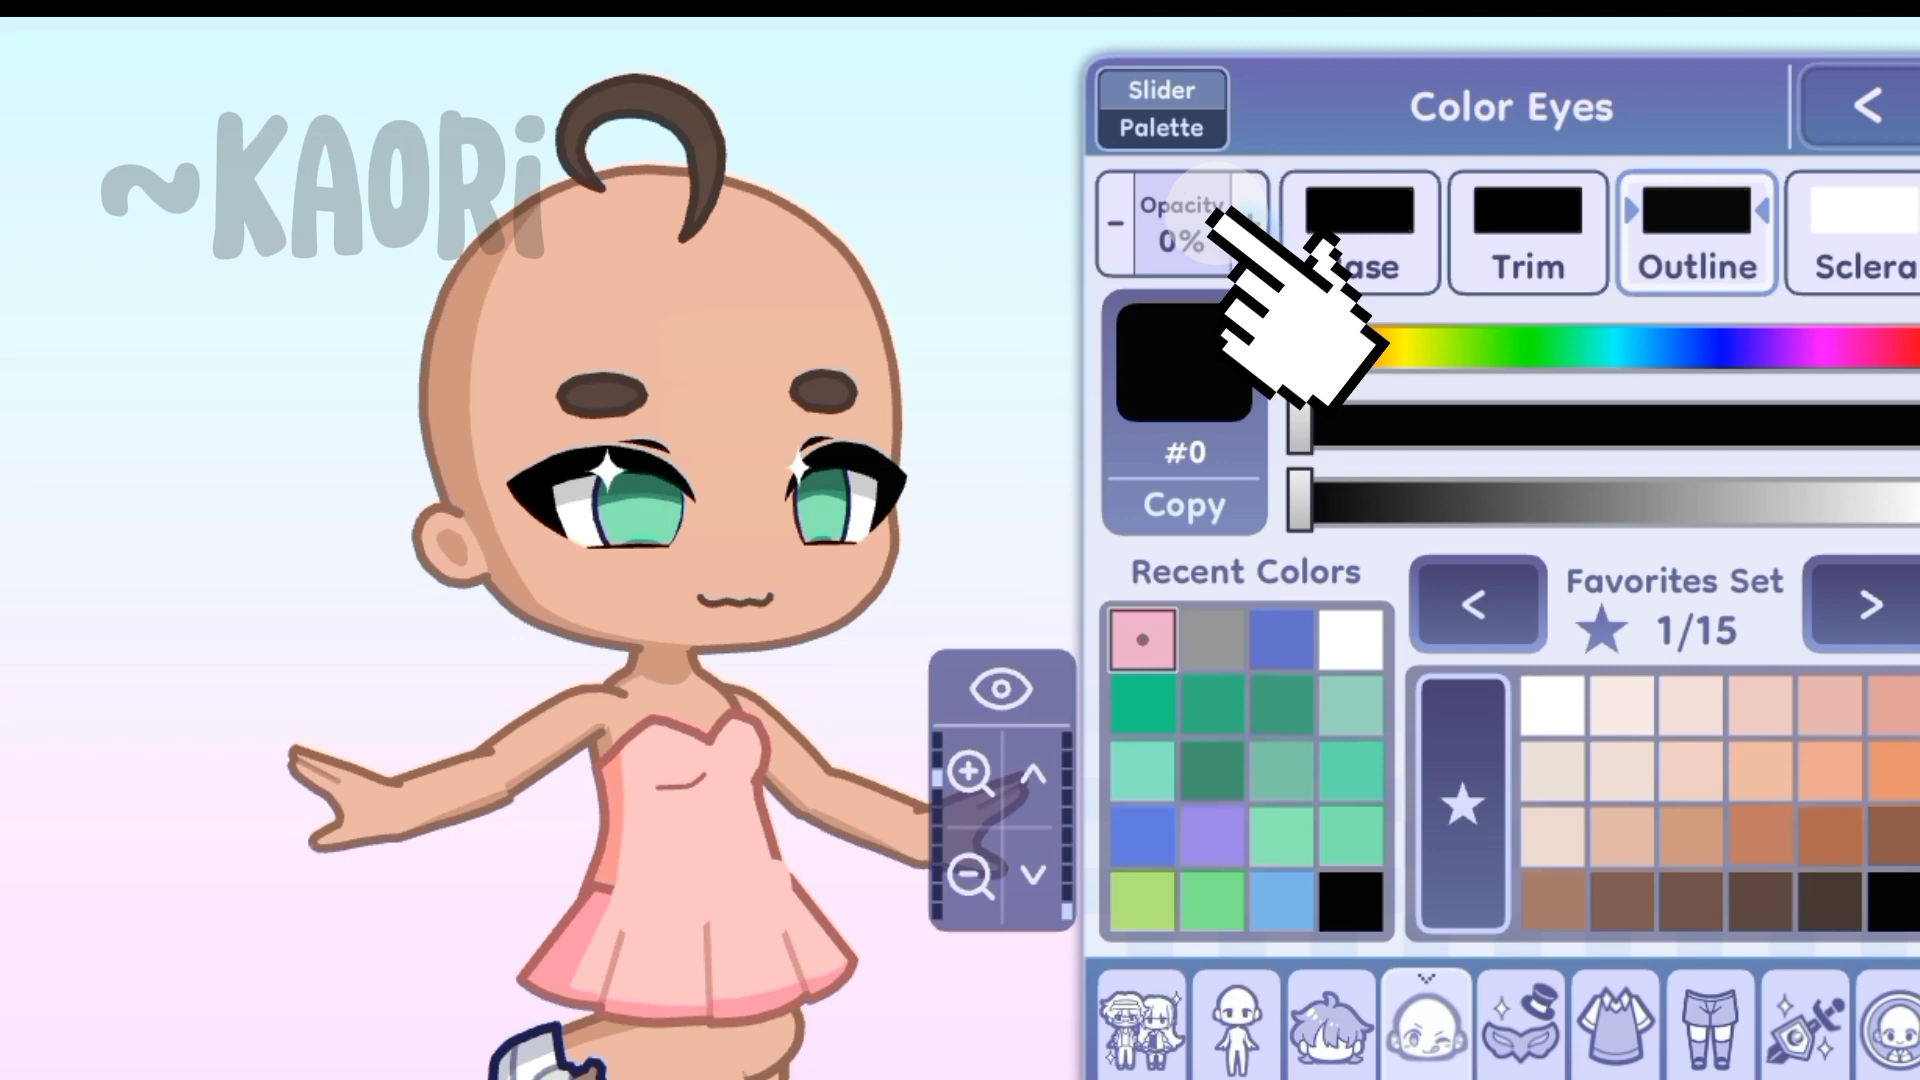 ~KAORi
Slider
Palette
Color Eyes
<
-
Opacity
0%
Trim
Outline
Sclera
#0
Copy
Recent Colors
<
Favorites Set
1/15
>